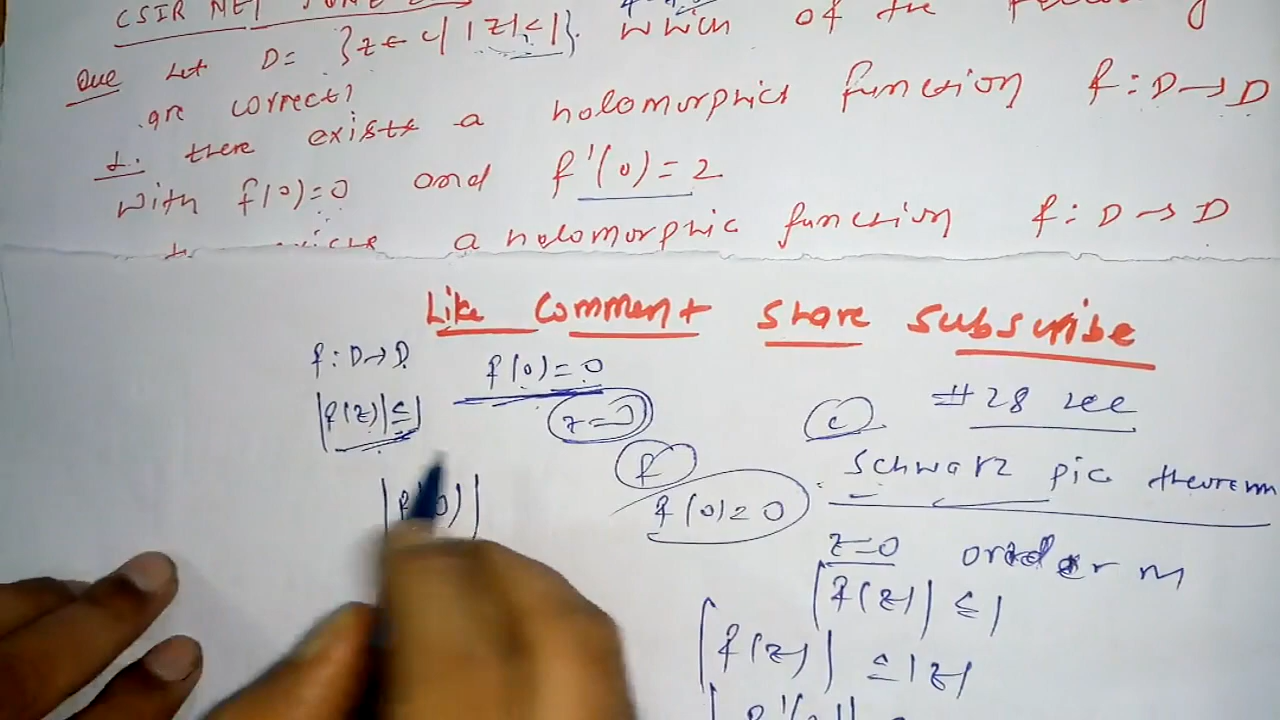 CSIR NET JUNE
Que Let D= {z ∈ C | |z|<1}. Which of the following
are correct?
1. there exists a holomorphic function f : D→D
with f(0)=0 and f'(0)=2
a holomorphic function f : D→D
Like Comment Share Subscribe
f : D→D f(0)=0
|f(z)|≤1 z=0 c #28 lec
f Schwarz pic theorem
|f'(0)| f(0)=0
z=0 order m
|f(z)| ≤1
|f(z)| ≤|z|